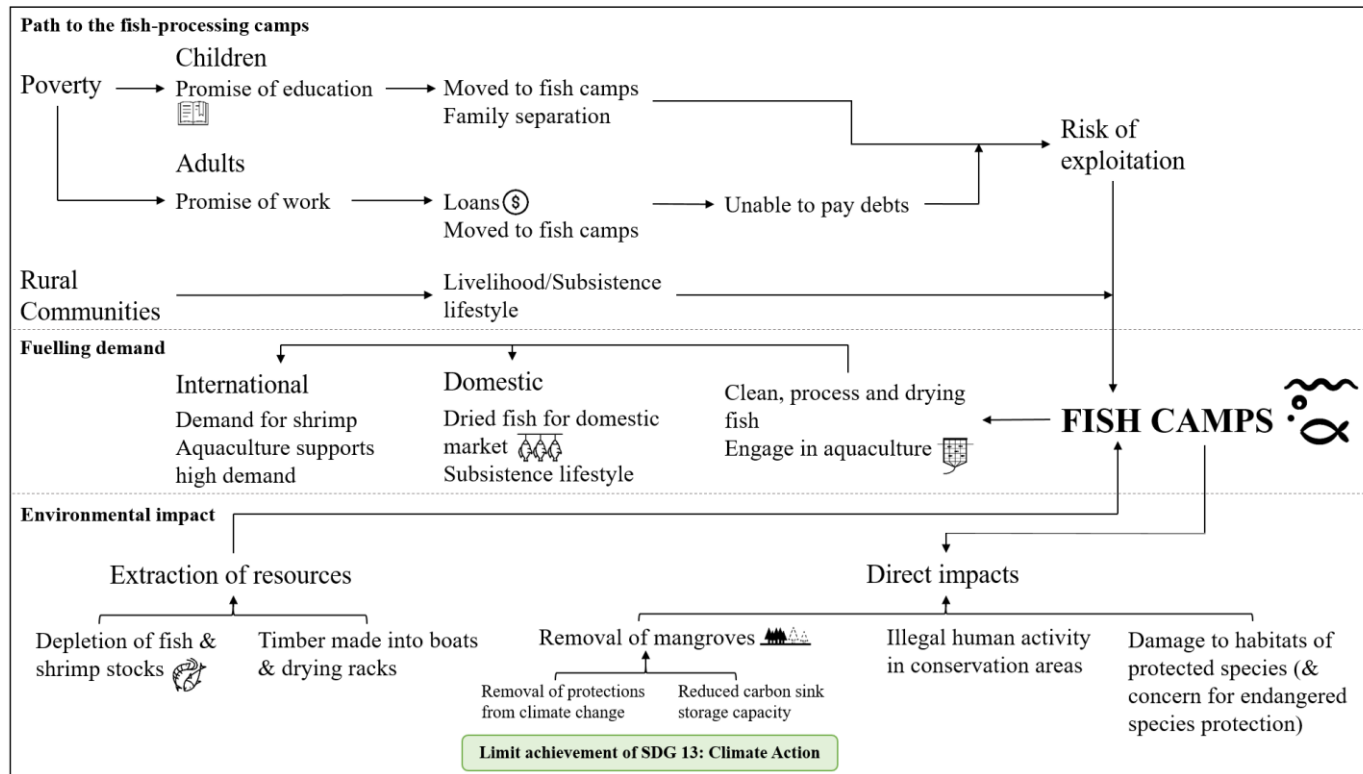 Path to the fish-processing camps
Children
Poverty
Promise of education
Moved to fish camps
Family separation
Risk of
exploitation
Adults
Promise of work
Loans $
Moved to fish camps
Unable to pay debts
Rural
Communities
Livelihood/Subsistence
lifestyle
Fuelling demand
International
Demand for shrimp
Aquaculture supports
high demand
Domestic
Dried fish for domestic
market
Subsistence lifestyle
Clean, process and drying
fish
Engage in aquaculture
FISH CAMPS
Environmental impact
Extraction of resources
Depletion of fish &
shrimp stocks
Timber made into boats
& drying racks
Direct impacts
Removal of mangroves
Removal of protections
from climate change
Reduced carbon sink
storage capacity
Illegal human activity
in conservation areas
Damage to habitats of
protected species (&
concern for endangered
species protection)
Limit achievement of SDG 13: Climate Action